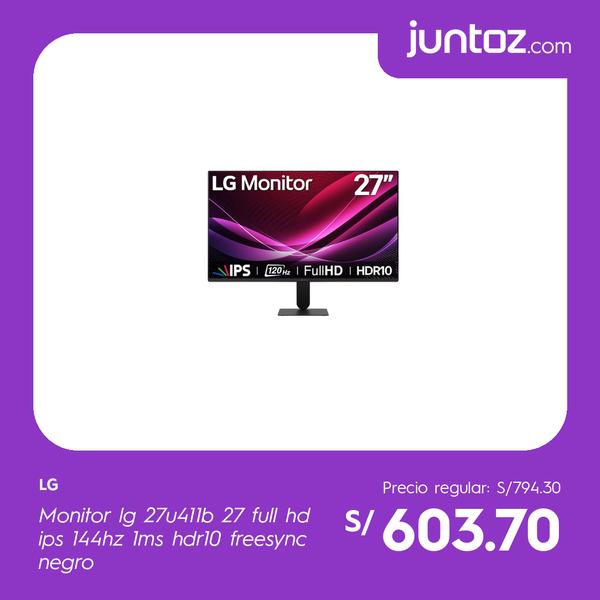 juntoz.com
LG Monitor 27"
IPS | 120Hz | FullHD | HDR10
LG
Monitor lg 27u411b 27 full hd
ips 144hz 1ms hdr10 freesync
negro
Precio regular: S/794.30
S/ 603.70